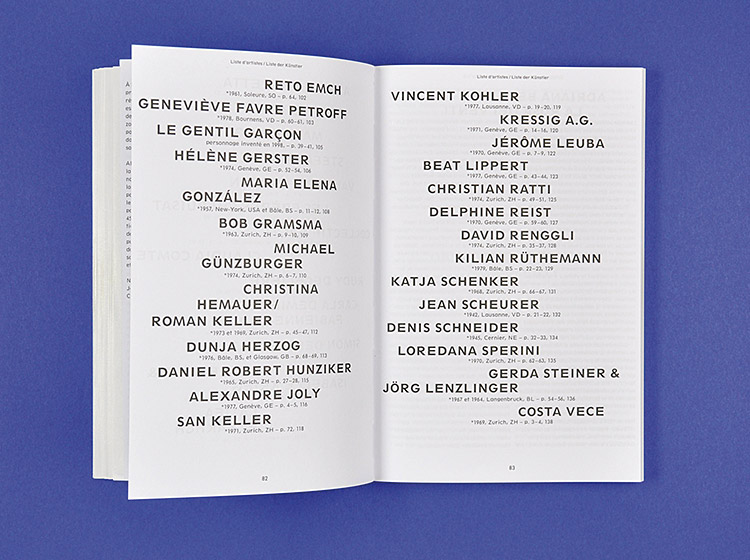 Liste d'artistes / Liste der Künstler
RETO EMCH
*1961, Soleure, SO – p. 64, 102
GENEVIÈVE FAVRE PETROFF
*1978, Bournens, VD – p. 60–61, 103
LE GENTIL GARÇON
personnage inventé en 1998, – p. 39–41, 105
HÉLÈNE GERSTER
*1974, Genève, GE – p. 52–54, 106
MARIA ELENA
GONZÁLEZ
*1957, New-York, USA et Bâle, BS – p. 11–12, 108
BOB GRAMSMA
*1963, Zurich, ZH – p. 9–10, 109
MICHAEL
GÜNZBURGER
*1974, Zurich, ZH – p. 6–7, 110
CHRISTINA
HEMAUER/
ROMAN KELLER
*1973 et 1969, Zurich, ZH – p. 45–47, 112
DUNJA HERZOG
*1976, Bâle, BS, et Glasgow, GB – p. 68–69, 113
DANIEL ROBERT HUNZIKER
*1965, Zurich, ZH – p. 27–28, 115
ALEXANDRE JOLY
*1977, Genève, GE – p. 4–5, 116
SAN KELLER
*1971, Zurich, ZH – p. 72, 118
82
Liste d'artistes / Liste der Künstler
VINCENT KOHLER
*1977, Lausanne, VD – p. 19–20, 119
KRESSIG A.G.
*1971, Genève, GE – p. 14–16, 120
JÉRÔME LEUBA
*1970, Genève, GE – p. 7–9, 122
BEAT LIPPERT
*1977, Genève, GE – p. 43–44, 123
CHRISTIAN RATTI
*1974, Zurich, ZH – p. 49–51, 125
DELPHINE REIST
*1970, Genève, GE – p. 59–60, 127
DAVID RENGGLI
*1974, Zurich, ZH – p. 35–37, 128
KILIAN RÜTHEMANN
*1979, Bâle, BS – p. 22–23, 129
KATJA SCHENKER
*1968, Zurich, ZH – p. 66–67, 131
JEAN SCHEURER
*1942, Lausanne, VD – p. 21–22, 132
DENIS SCHNEIDER
*1945, Cernier, NE – p. 32–33, 134
LOREDANA SPERINI
*1970, Zurich, ZH – p. 62–63, 135
GERDA STEINER &
JÖRG LENZLINGER
*1967 et 1964, Langenbruck, BL – p. 54–56, 136
COSTA VECE
*1969, Zurich, ZH – p. 3–4, 138
83